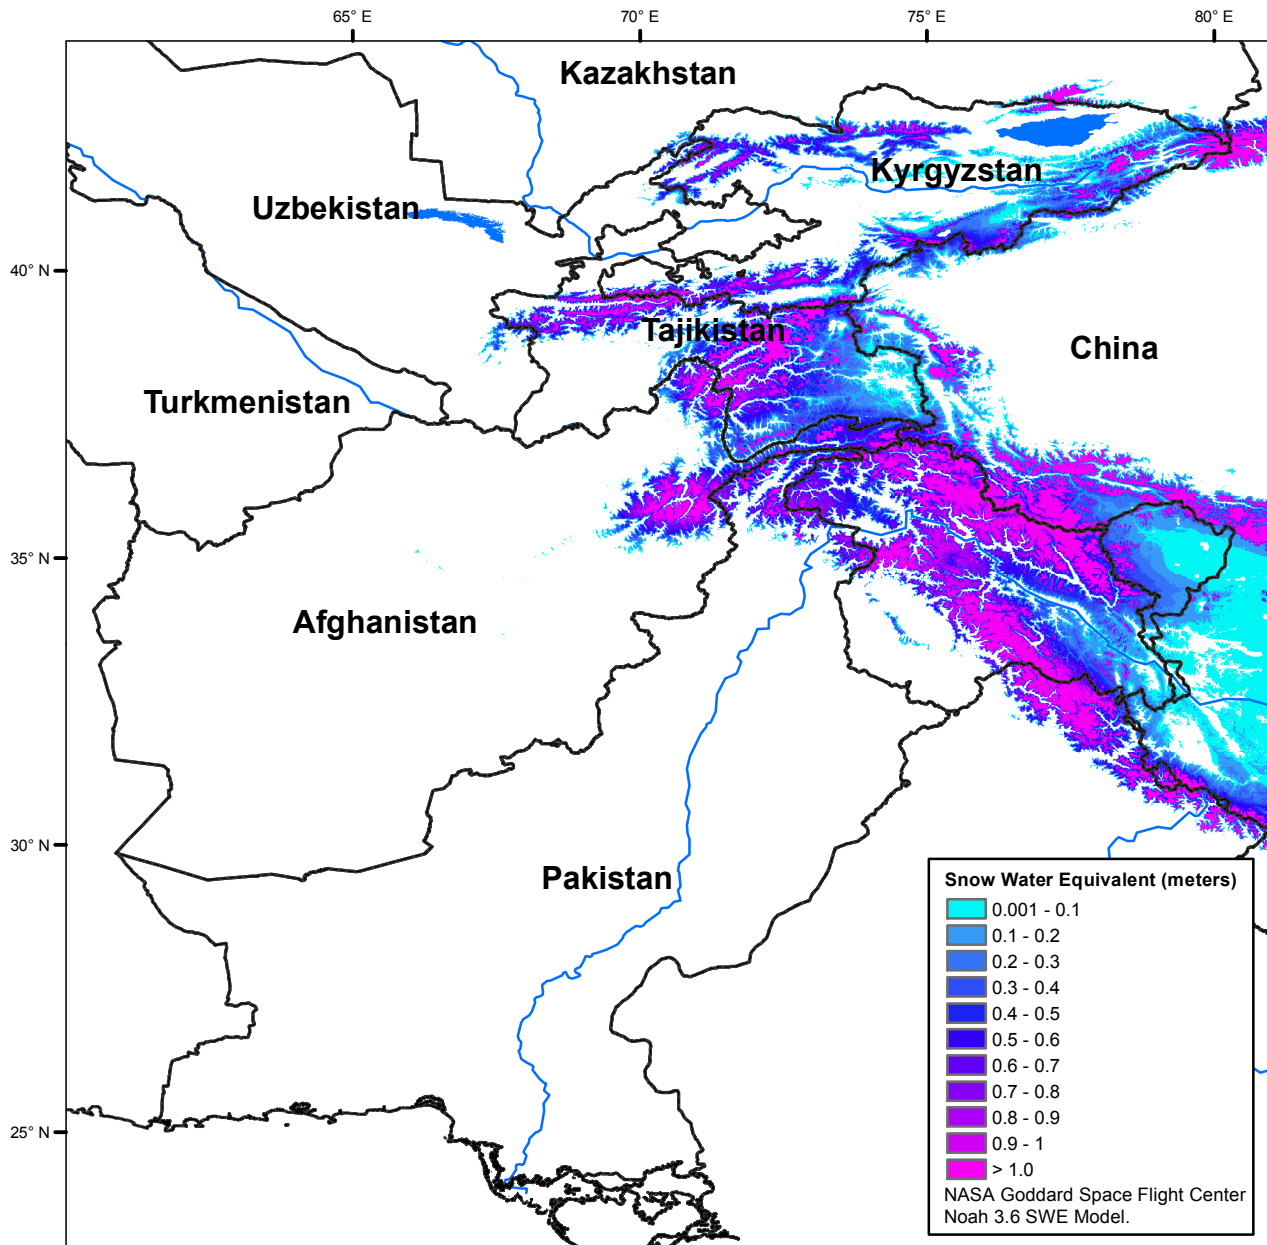 65° E
70° E
75° E
80° E
Kazakhstan
Kyrgyzstan
Uzbekistan
40° N
Tajikistan
China
Turkmenistan
35° N
Afghanistan
30° N
Pakistan
25° N
Snow Water Equivalent (meters)
0.001 - 0.1
0.1 - 0.2
0.2 - 0.3
0.3 - 0.4
0.4 - 0.5
0.5 - 0.6
0.6 - 0.7
0.7 - 0.8
0.8 - 0.9
0.9 - 1
> 1.0
NASA Goddard Space Flight Center
Noah 3.6 SWE Model.